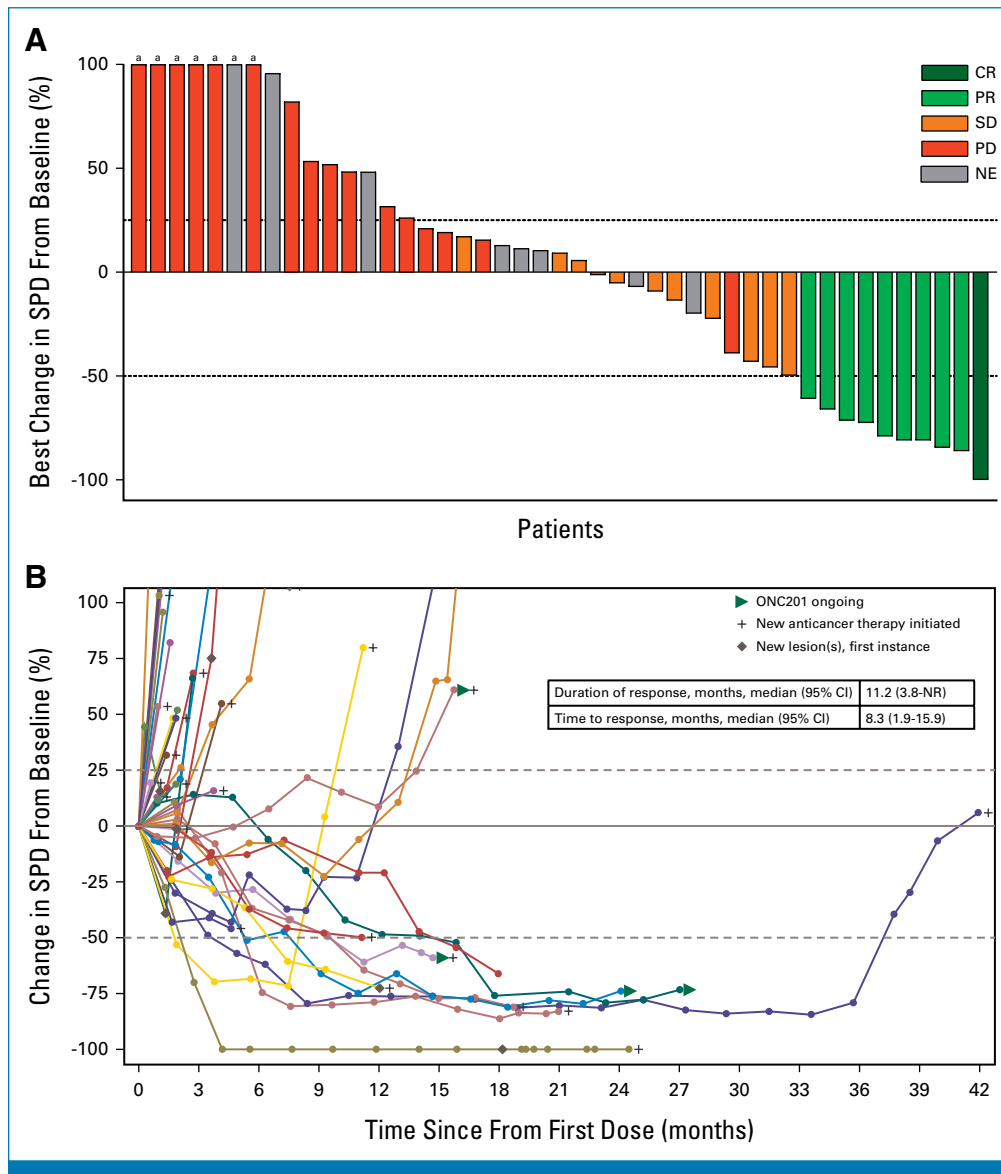 A
Best Change in SPD From Baseline (%)
100
50
0
-50
-100
a a a a a a a
CR
PR
SD
PD
NE
Patients
B
Change in SPD From Baseline (%)
100
75
50
25
0
-25
-50
-75
-100
ONC201 ongoing
New anticancer therapy initiated
New lesion(s), first instance
Duration of response, months, median (95% CI) 11.2 (3.8-NR)
Time to response, months, median (95% CI) 8.3 (1.9-15.9)
0 3 6 9 12 15 18 21 24 27 30 33 36 39 42
Time Since From First Dose (months)